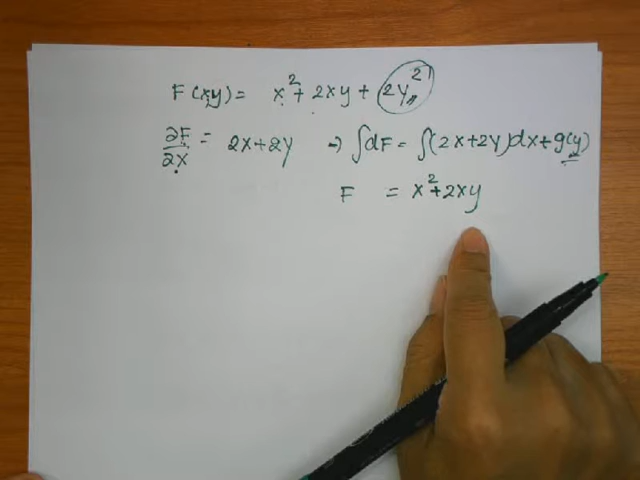 F(x,y) = x² + 2xy + 2y²
∂F/∂x = 2x+2y → ∫dF = ∫(2x+2y)dx+g(y)
F = x²+2xy